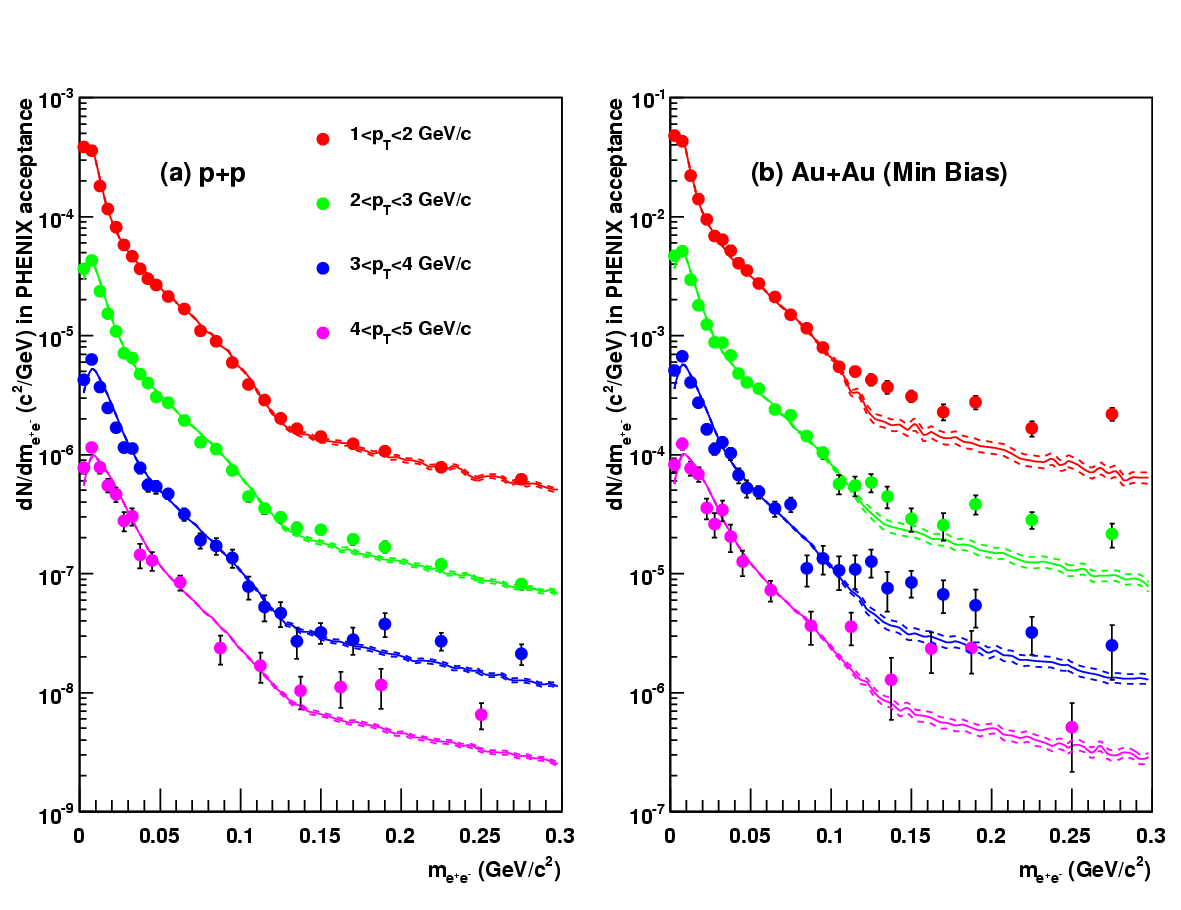 dN/dm_{e^+e^-} (c^2/GeV) in PHENIX acceptance
10^{-3}
10^{-4}
10^{-5}
10^{-6}
10^{-7}
10^{-8}
10^{-9}
(a) p+p
1<p_T<2 GeV/c
2<p_T<3 GeV/c
3<p_T<4 GeV/c
4<p_T<5 GeV/c
0 0.05 0.1 0.15 0.2 0.25 0.3
m_{e^+e^-} (GeV/c^2)
dN/dm_{e^+e^-} (c^2/GeV) in PHENIX acceptance
10^{-1}
10^{-2}
10^{-3}
10^{-4}
10^{-5}
10^{-6}
10^{-7}
(b) Au+Au (Min Bias)
0 0.05 0.1 0.15 0.2 0.25 0.3
m_{e^+e^-} (GeV/c^2)